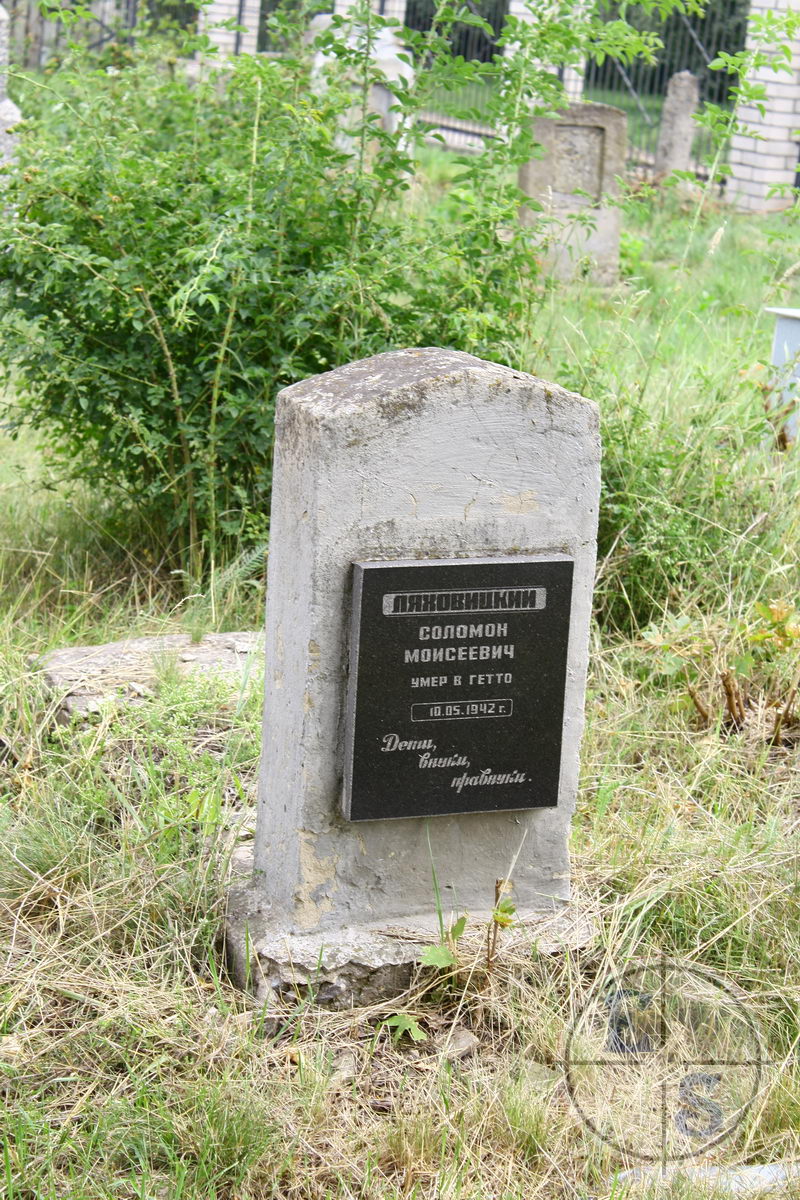 ЛЯХОВИЦКИЙ
СОЛОМОН
МОИСЕЕВИЧ
УМЕР В ГЕТТО
10.05.1942 г.
Дети,
внуки,
правнуки.